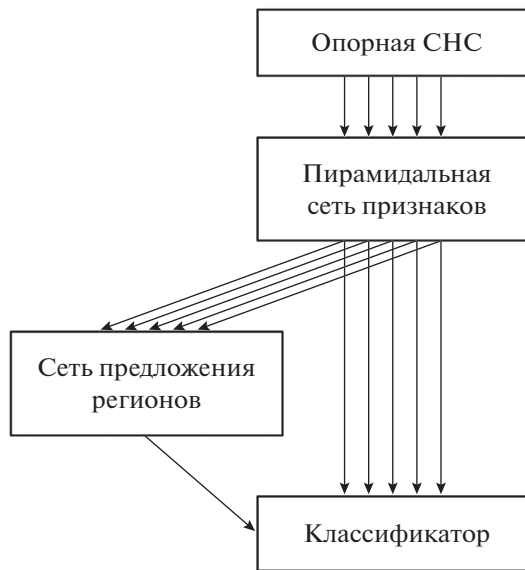 Опорная СНС
Пирамидальная
сеть признаков
Сеть предложения
регионов
Классификатор